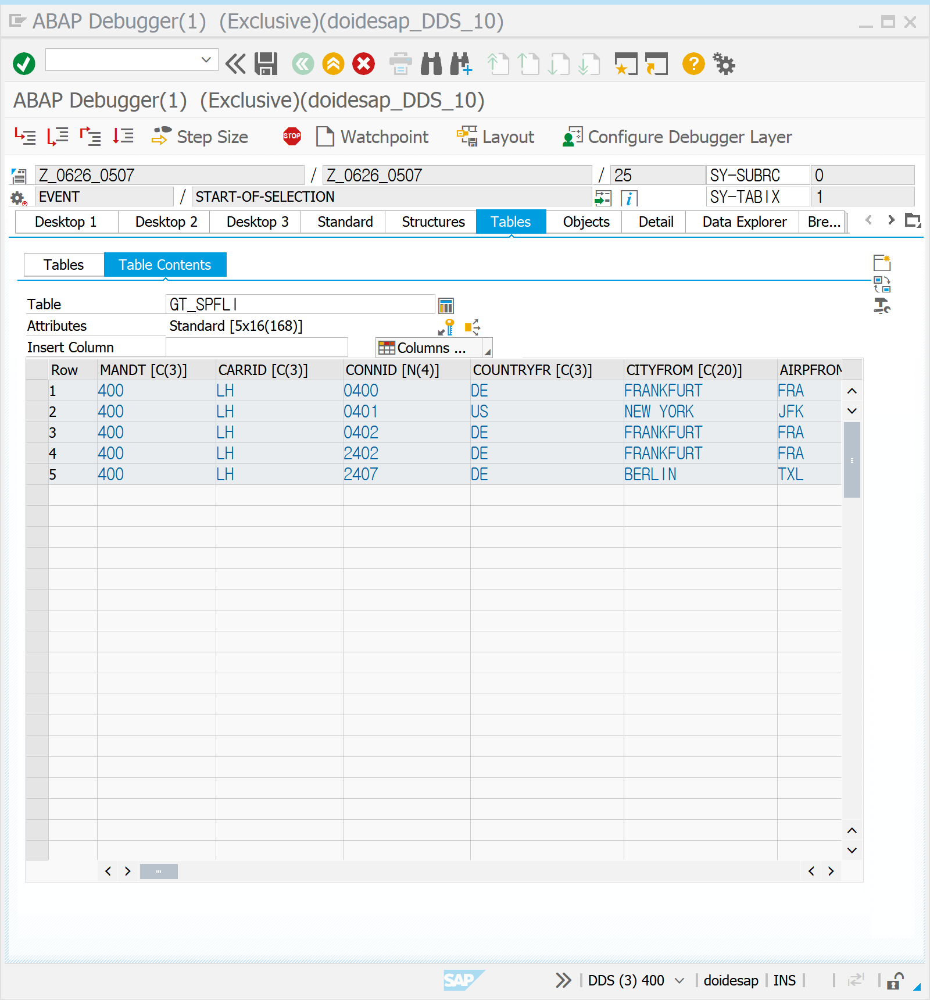 ABAP Debugger(1)  (Exclusive)(doidesap_DDS_10)
ABAP Debugger(1)  (Exclusive)(doidesap_DDS_10)
Step Size STOP Watchpoint Layout Configure Debugger Layer
Z_0626_0507 / Z_0626_0507 / 25 SY-SUBRC 0
EVENT / START-OF-SELECTION SY-TABIX 1
Desktop 1 Desktop 2 Desktop 3 Standard Structures Tables Objects Detail Data Explorer Bre...
Tables Table Contents
Table GT_SPFLI
Attributes Standard [5x16(168)]
Insert Column Columns ...
Row MANDT [C(3)] CARRID [C(3)] CONNID [N(4)] COUNTRYFR [C(3)] CITYFROM [C(20)] AIRPFROM
1 400 LH 0400 DE FRANKFURT FRA
2 400 LH 0401 US NEW YORK JFK
3 400 LH 0402 DE FRANKFURT FRA
4 400 LH 2402 DE FRANKFURT FRA
5 400 LH 2407 DE BERLIN TXL
SAP DDS (3) 400 doidesap INS